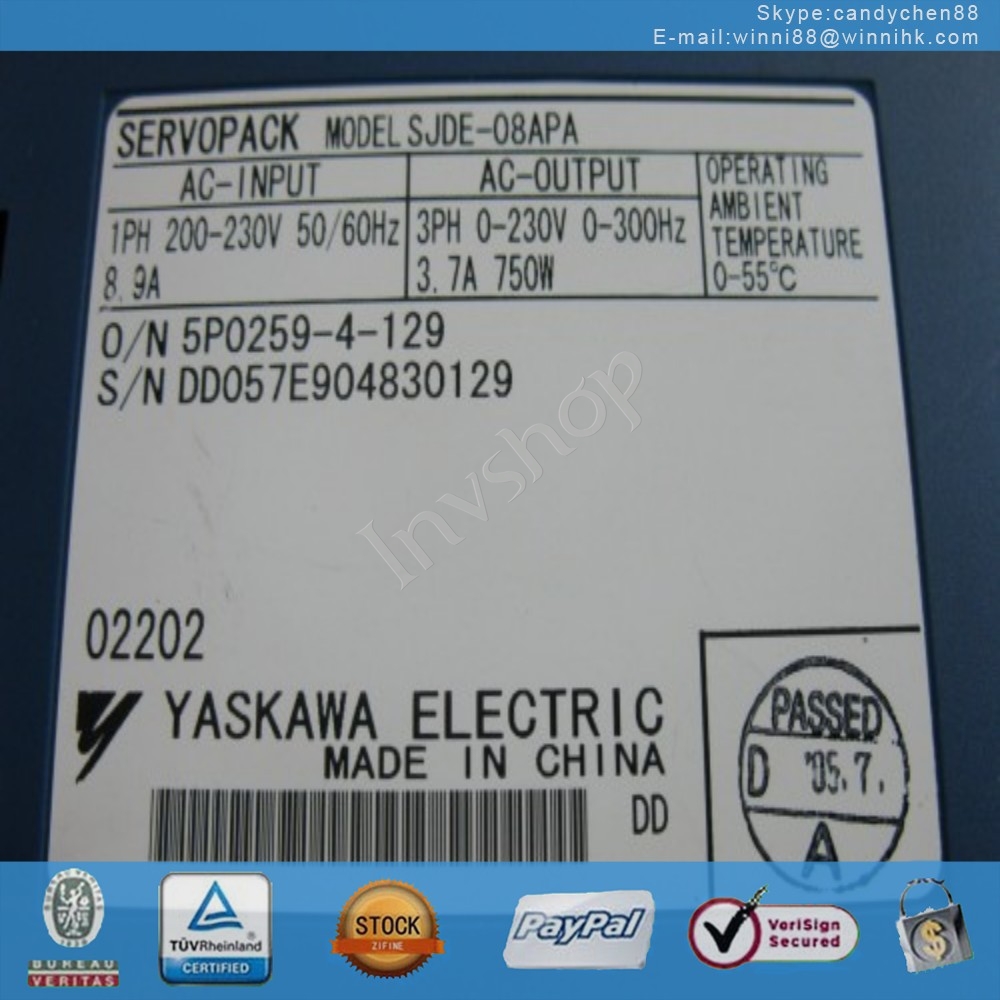 Skype:candychen88
E-mail:winni88@winnihk.com
SERVOPACK MODEL SJDE-08APA
AC-INPUT
1PH 200-230V 50/60Hz
8.9A
AC-OUTPUT
3PH 0-230V 0-300Hz
3.7A 750W
OPERATING
AMBIENT
TEMPERATURE
0-55℃
O/N 5P0259-4-129
S/N DD057E904830129
Invshop
02202
YASKAWA ELECTRIC
MADE IN CHINA
DD
PASSED
D '05.7.
A
BUREAU
VERITAS
TÜVRheinland
CERTIFIED
STOCK
ZIFINE
PayPal
VeriSign
Secured
$